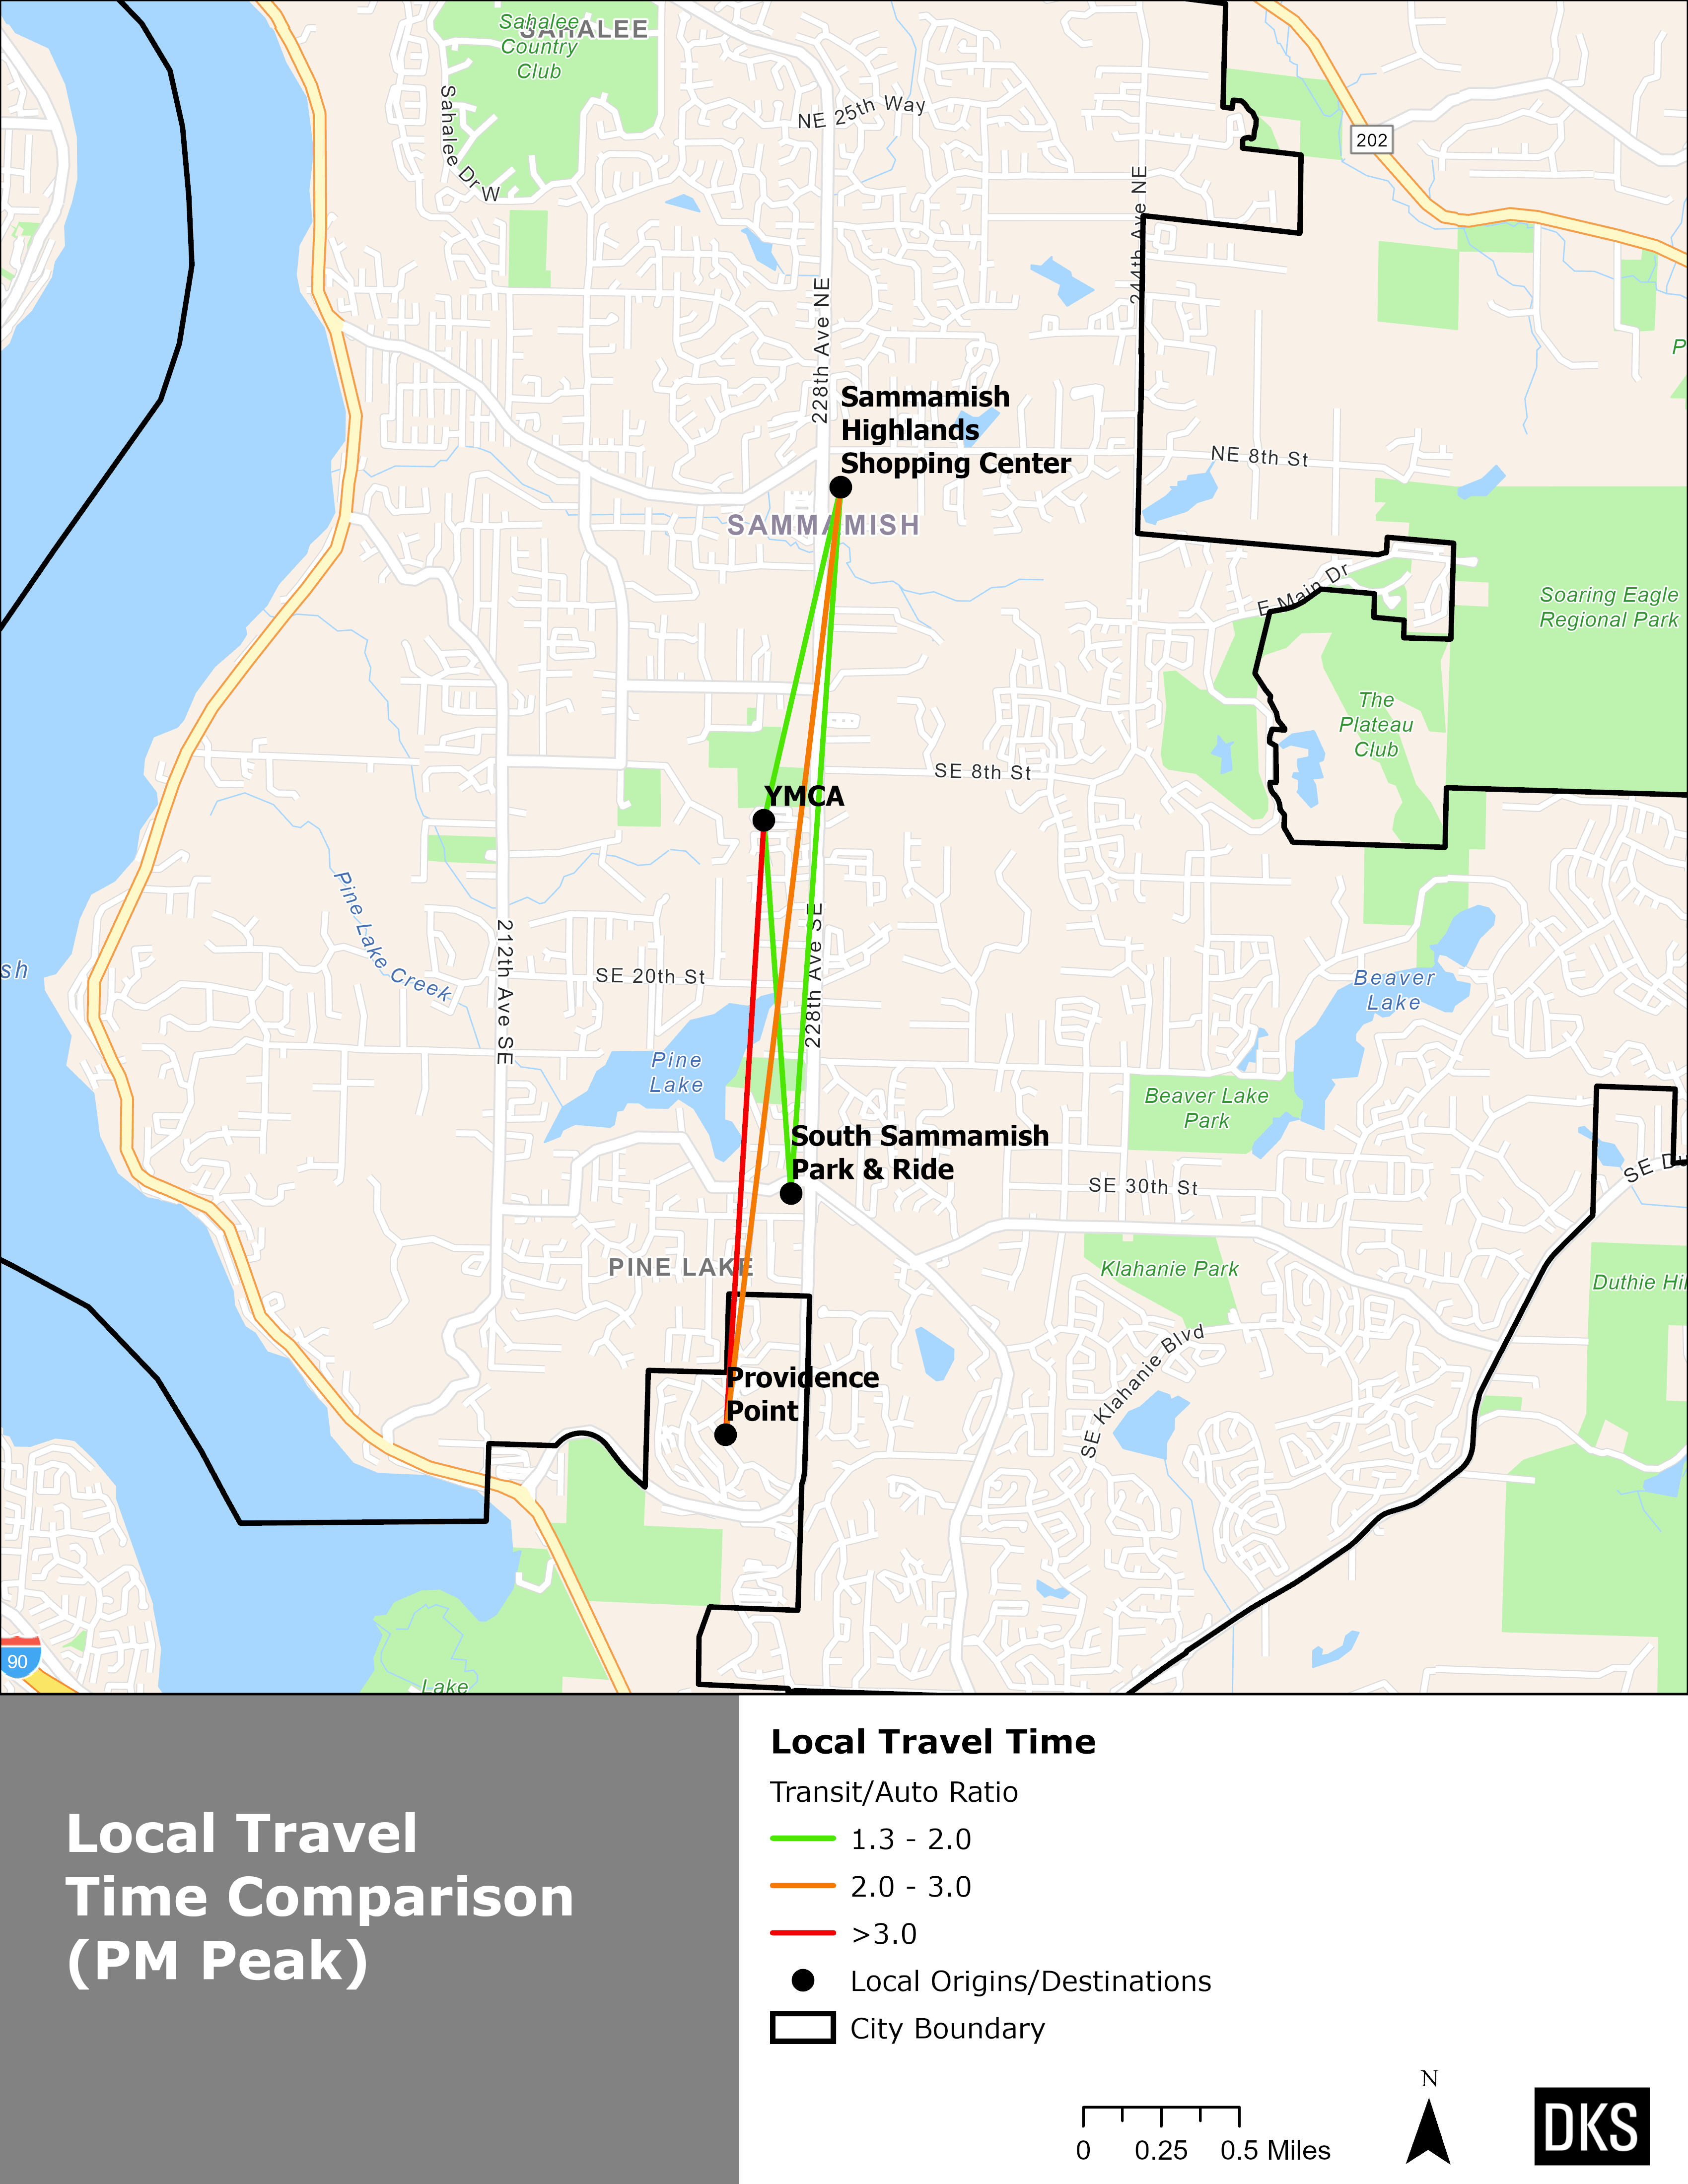 Sahalee
Country
Club
SAHALEE
Sahalee Dr W
NE 25th Way
202
244th Ave NE
228th Ave NE
P
Sammamish
Highlands
Shopping Center
NE 8th St
SAMMAMISH
E Main Dr
Soaring Eagle
Regional Park
The
Plateau
Club
SE 8th St
YMCA
Pine Lake Creek
212th Ave SE
228th Ave SE
sh
SE 20th St
Beaver
Lake
Pine
Lake
Beaver Lake
Park
South Sammamish
Park & Ride
SE 30th St
SE Du
PINE LAKE
Klahanie Park
Duthie Hil
SE Klahanie Blvd
Providence
Point
90
Lake
Local Travel
Time Comparison
(PM Peak)
Local Travel Time
Transit/Auto Ratio
1.3 - 2.0
2.0 - 3.0
>3.0
Local Origins/Destinations
City Boundary
0 0.25 0.5 Miles
N
DKS